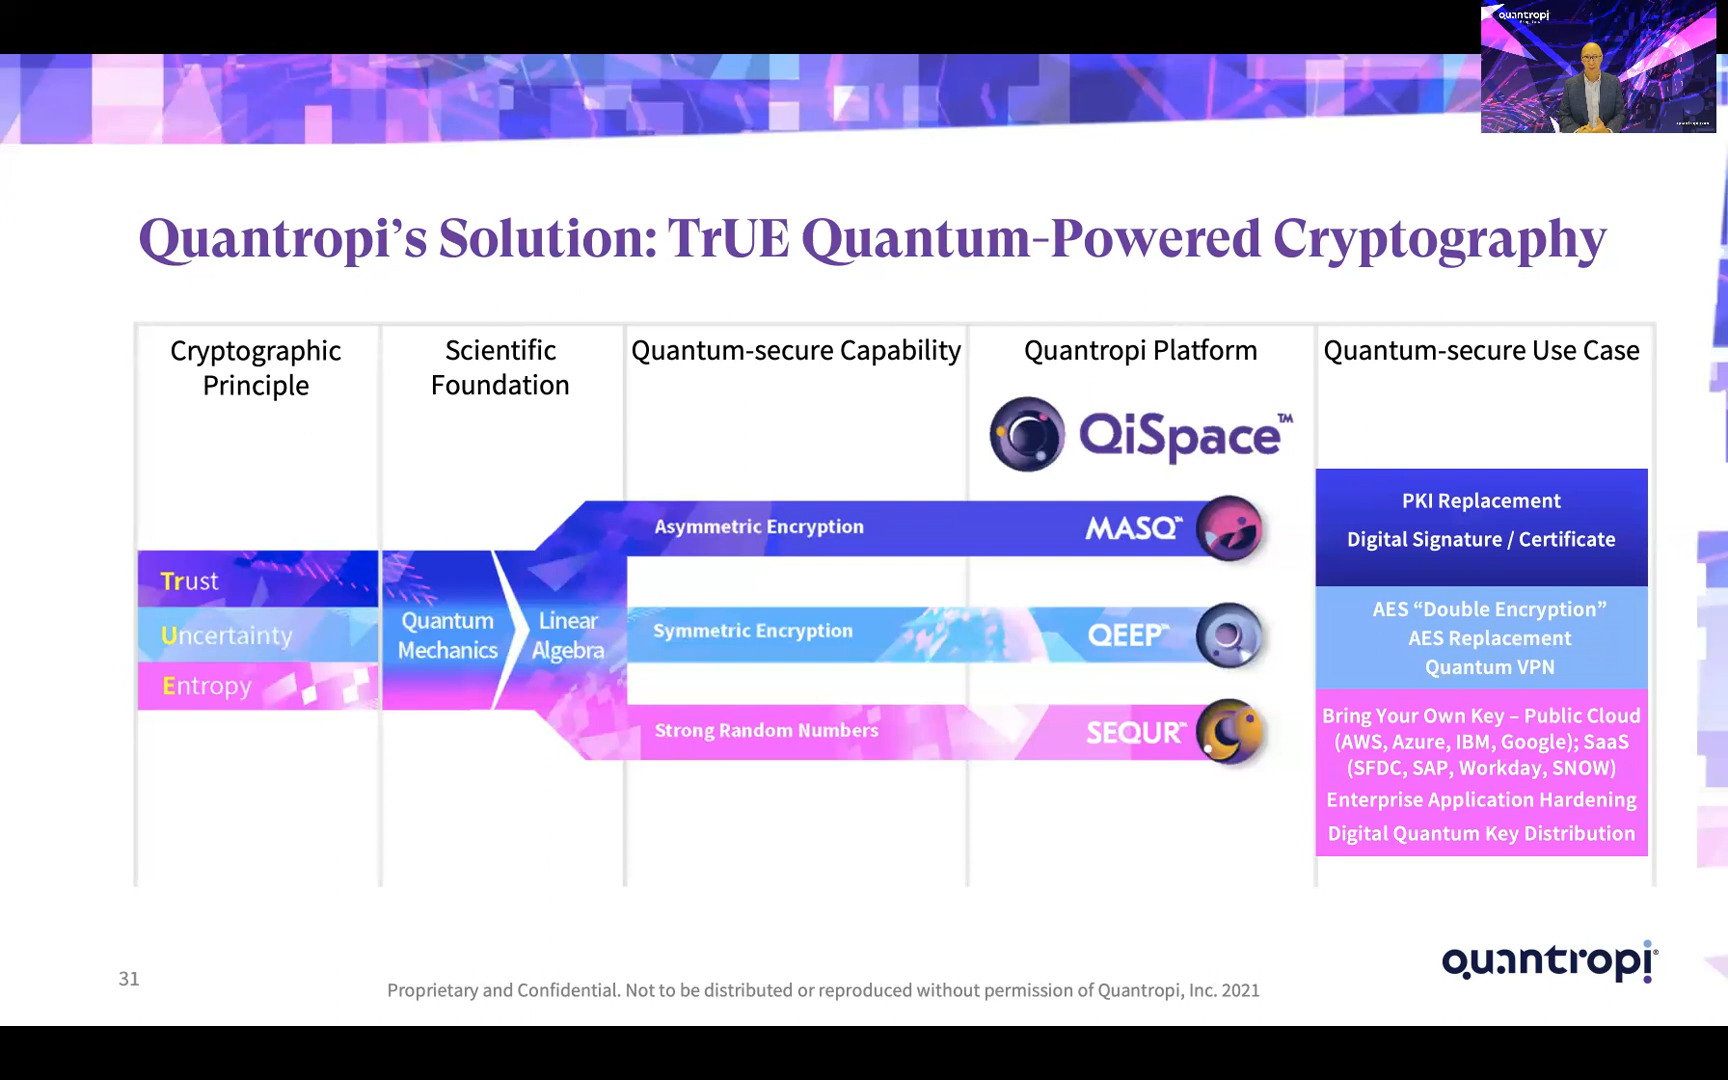 quantropi
Quantropi's Solution: TrUE Quantum-Powered Cryptography
Cryptographic
Principle
Scientific
Foundation
Quantum-secure Capability
Quantropi Platform
Quantum-secure Use Case
QiSpace™
Trust
Uncertainty
Entropy
Quantum
Mechanics
Linear
Algebra
Asymmetric Encryption
MASQ™
Symmetric Encryption
QEEP™
Strong Random Numbers
SEQUR™
PKI Replacement
Digital Signature / Certificate
AES “Double Encryption”
AES Replacement
Quantum VPN
Bring Your Own Key – Public Cloud
(AWS, Azure, IBM, Google); SaaS
(SFDC, SAP, Workday, SNOW)
Enterprise Application Hardening
Digital Quantum Key Distribution
quantropi®
31
Proprietary and Confidential. Not to be distributed or reproduced without permission of Quantropi, Inc. 2021